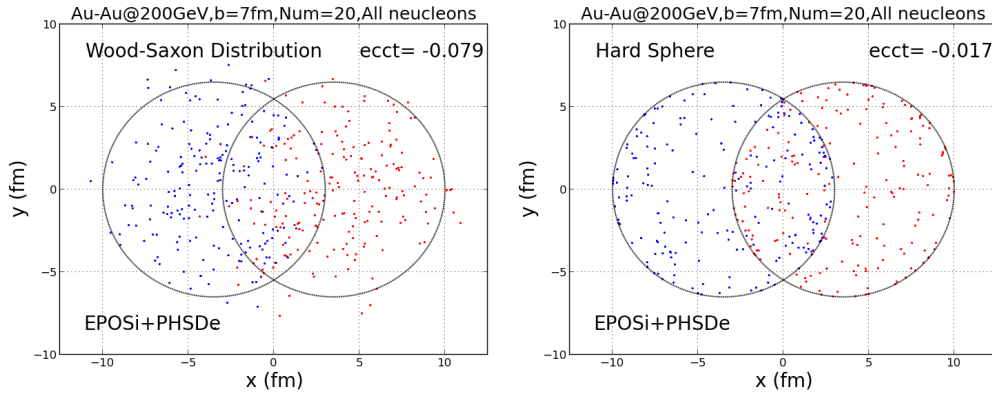 Au-Au@200GeV,b=7fm,Num=20,All neucleons
Wood-Saxon Distribution ecct= -0.079
10
5
0
−5
−10
y (fm)
EPOSi+PHSDe
−10 −5 0 5 10
x (fm)
Au-Au@200GeV,b=7fm,Num=20,All neucleons
Hard Sphere ecct= -0.017
10
5
0
−5
−10
y (fm)
EPOSi+PHSDe
−10 −5 0 5 10
x (fm)